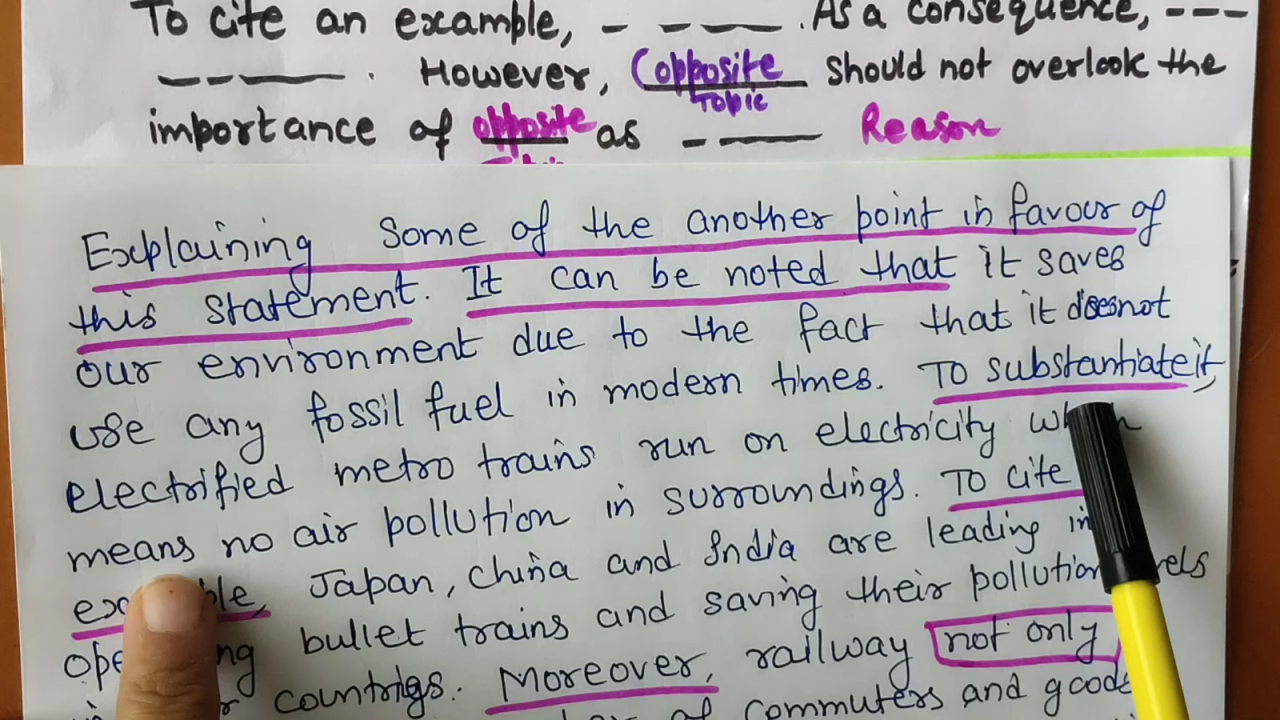 To cite an example, - - --- . As a consequence, ---
-- -- --- . However, (opposite should not overlook the
Topic
importance of opposite as - ---- Reason
Explaining some of the another point in favour of
this statement. It can be noted that it saves
our environment due to the fact that it doesnot
use any fossil fuel in modern times. To substantiate it,
electrified metro trains run on electricity
means no air pollution in surroundings. To cite
Japan, China and India are leading in
bullet trains and saving their pollution
countries. Moreover, railway not only
of commuters and goods